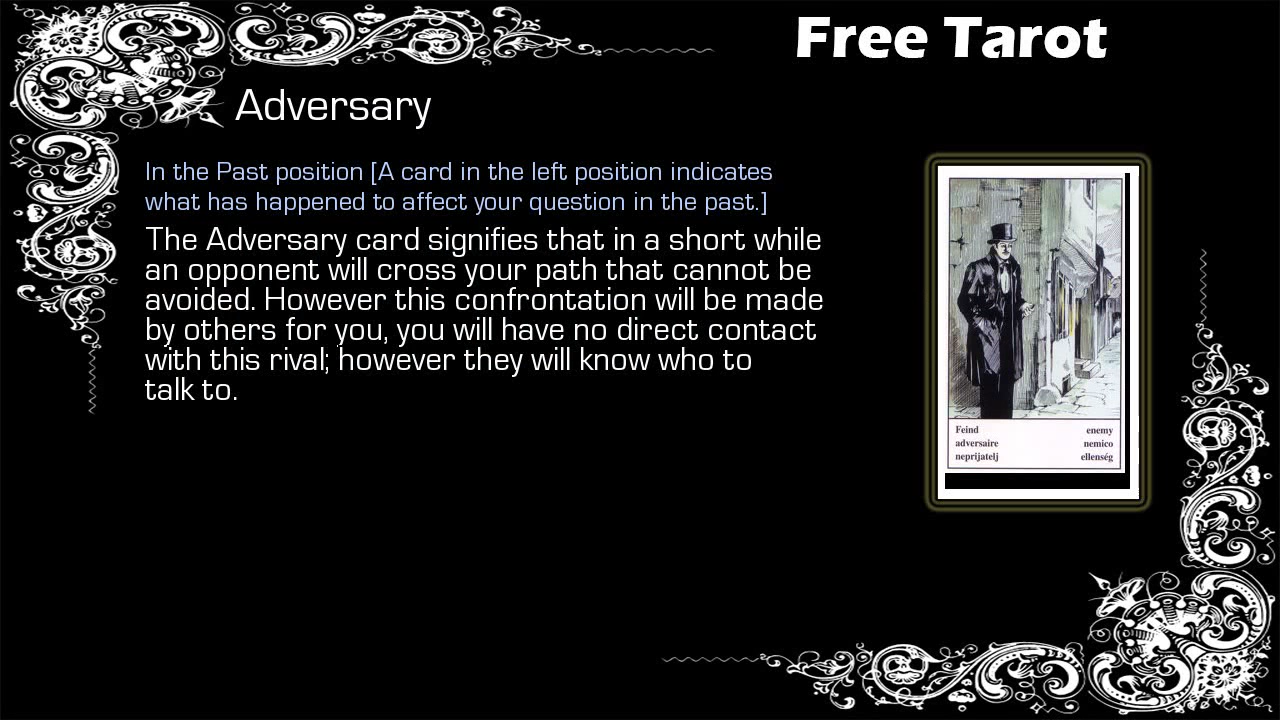 Free Tarot
Adversary
In the Past position [A card in the left position indicates
what has happened to affect your question in the past.]
The Adversary card signifies that in a short while
an opponent will cross your path that cannot be
avoided. However this confrontation will be made
by others for you, you will have no direct contact
with this rival; however they will know who to
talk to.
Feind enemy
adversaire nemico
neprijatelj ellenség